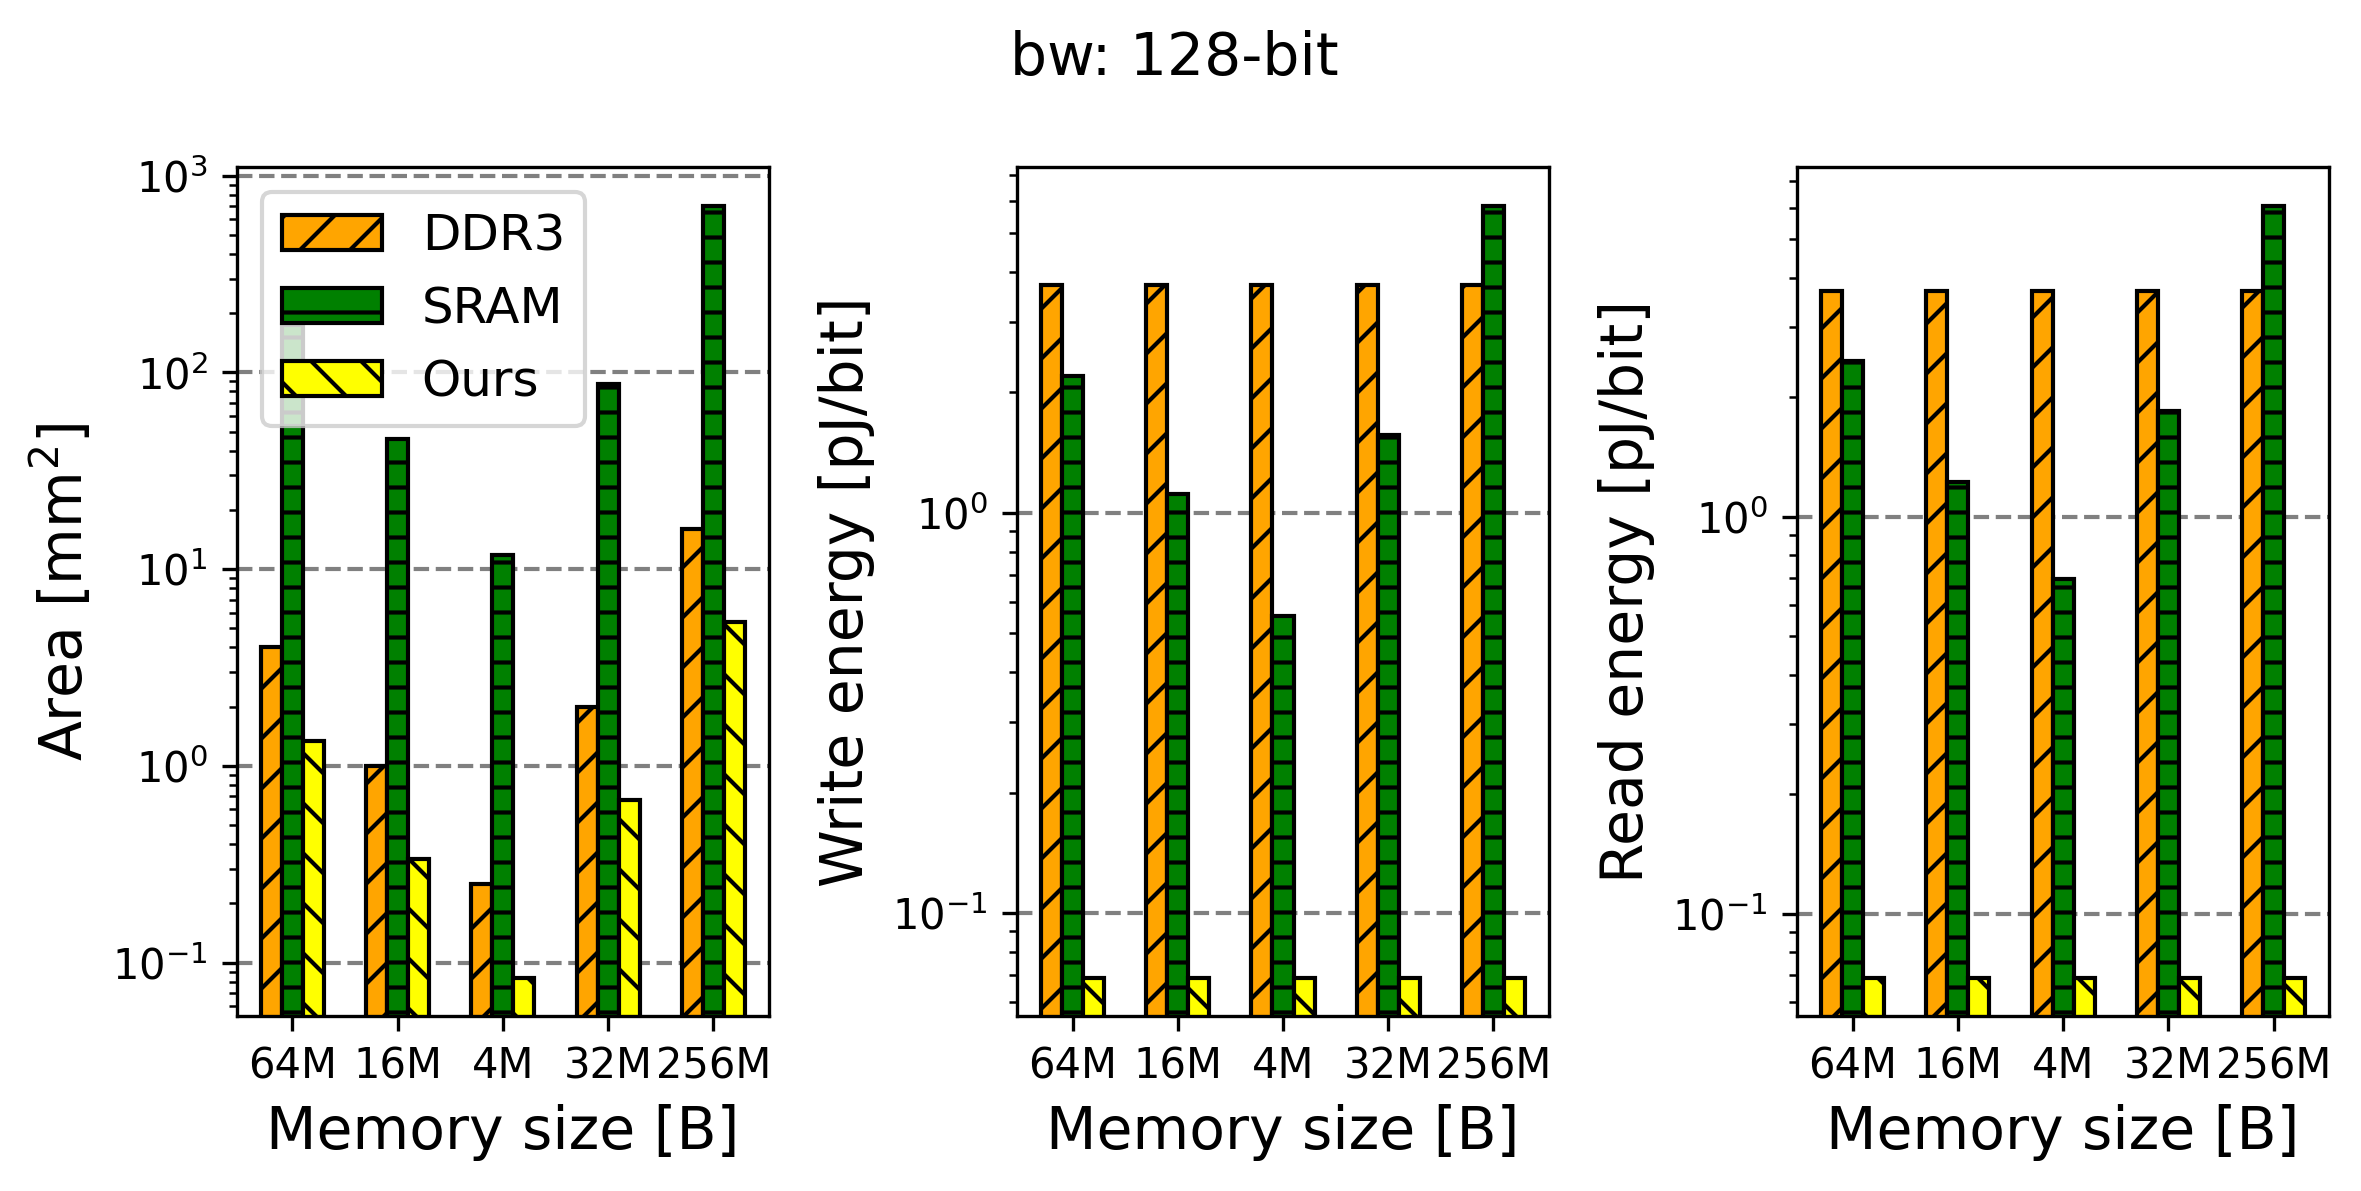 bw: 128-bit
Area [mm²]
10³
10²
10¹
10⁰
10⁻¹
DDR3
SRAM
Ours
64M 16M 4M 32M 256M
Memory size [B]
Write energy [pJ/bit]
10⁰
10⁻¹
64M 16M 4M 32M 256M
Memory size [B]
Read energy [pJ/bit]
10⁰
10⁻¹
64M 16M 4M 32M 256M
Memory size [B]